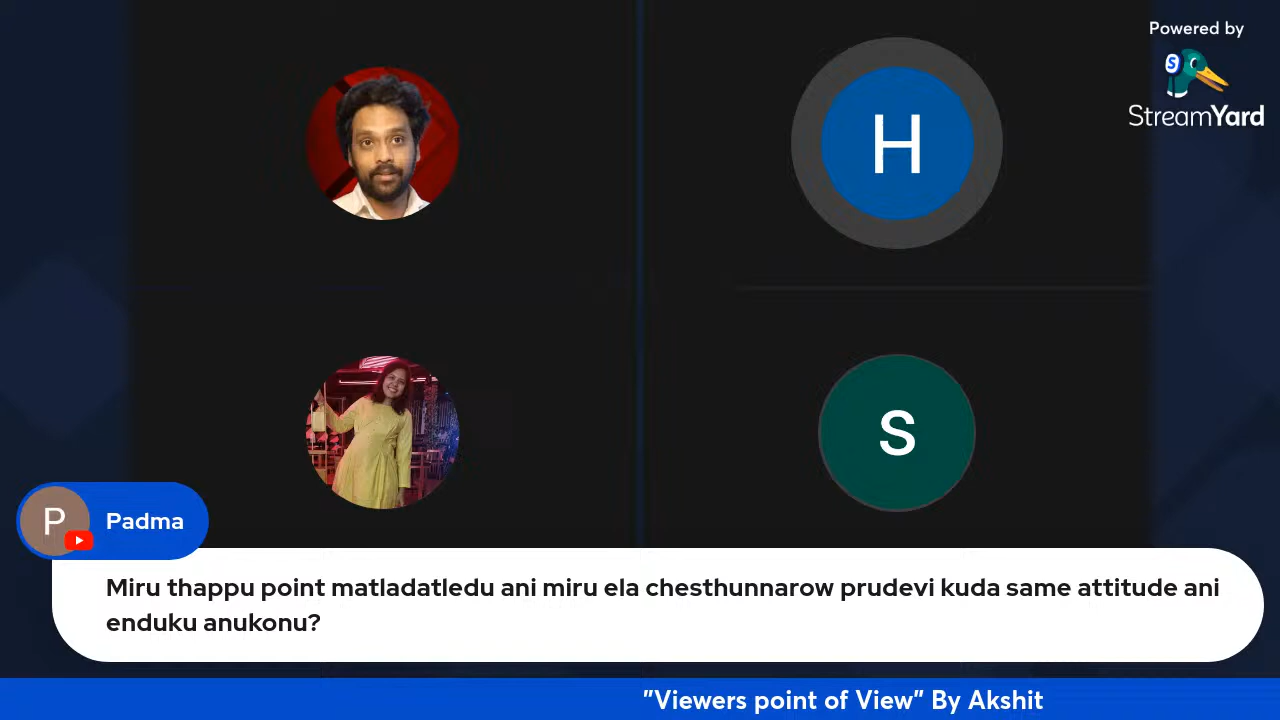 Powered by
S
StreamYard
H
S
P
Padma
Miru thappu point matladatledu ani miru ela chesthunnarow prudevi kuda same attitude ani
enduku anukonu?
"Viewers point of View" By Akshit